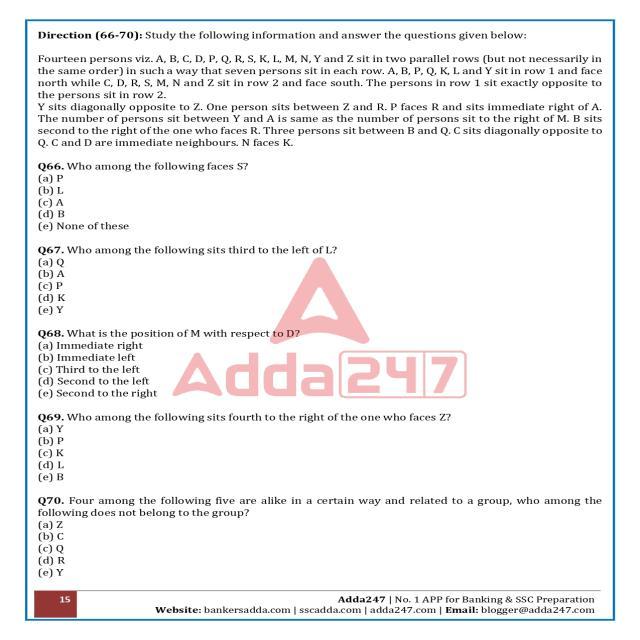 Direction (66-70): Study the following information and answer the questions given below:
Fourteen persons viz. A, B, C, D, P, Q, R, S, K, L, M, N, Y and Z sit in two parallel rows (but not necessarily in
the same order) in such a way that seven persons sit in each row. A, B, P, Q, K, L and Y sit in row 1 and face
north while C, D, R, S, M, N and Z sit in row 2 and face south. The persons in row 1 sit exactly opposite to
the persons sit in row 2.
Y sits diagonally opposite to Z. One person sits between Z and R. P faces R and sits immediate right of A.
The number of persons sit between Y and A is same as the number of persons sit to the right of M. B sits
second to the right of the one who faces R. Three persons sit between B and Q. C sits diagonally opposite to
Q. C and D are immediate neighbours. N faces K.
Q66. Who among the following faces S?
(a) P
(b) L
(c) A
(d) B
(e) None of these
Q67. Who among the following sits third to the left of L?
(a) Q
(b) A
(c) P
(d) K
(e) Y
Q68. What is the position of M with respect to D?
(a) Immediate right
(b) Immediate left
(c) Third to the left
(d) Second to the left
(e) Second to the right
Adda247
Q69. Who among the following sits fourth to the right of the one who faces Z?
(a) Y
(b) P
(c) K
(d) L
(e) B
Q70. Four among the following five are alike in a certain way and related to a group, who among the
following does not belong to the group?
(a) Z
(b) C
(c) Q
(d) R
(e) Y
15
Adda247 | No. 1 APP for Banking & SSC Preparation
Website: bankersadda.com | sscadda.com | adda247.com | Email: blogger@adda247.com